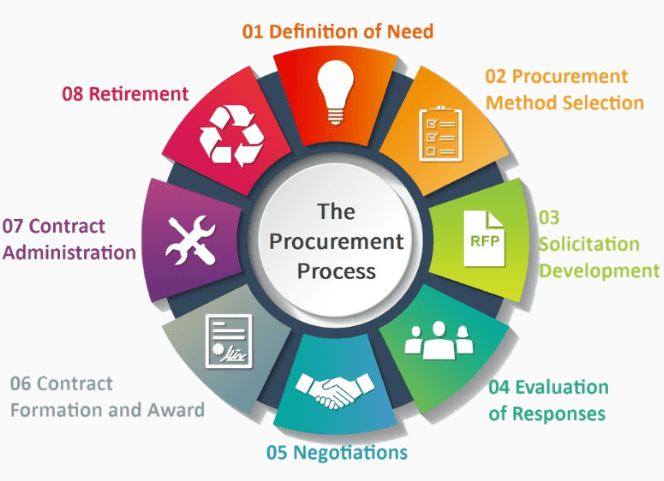 01 Definition of Need
02 Procurement
Method Selection
03
Solicitation
Development
04 Evaluation
of Responses
05 Negotiations
06 Contract
Formation and Award
07 Contract
Administration
08 Retirement
The
Procurement
Process
RFP